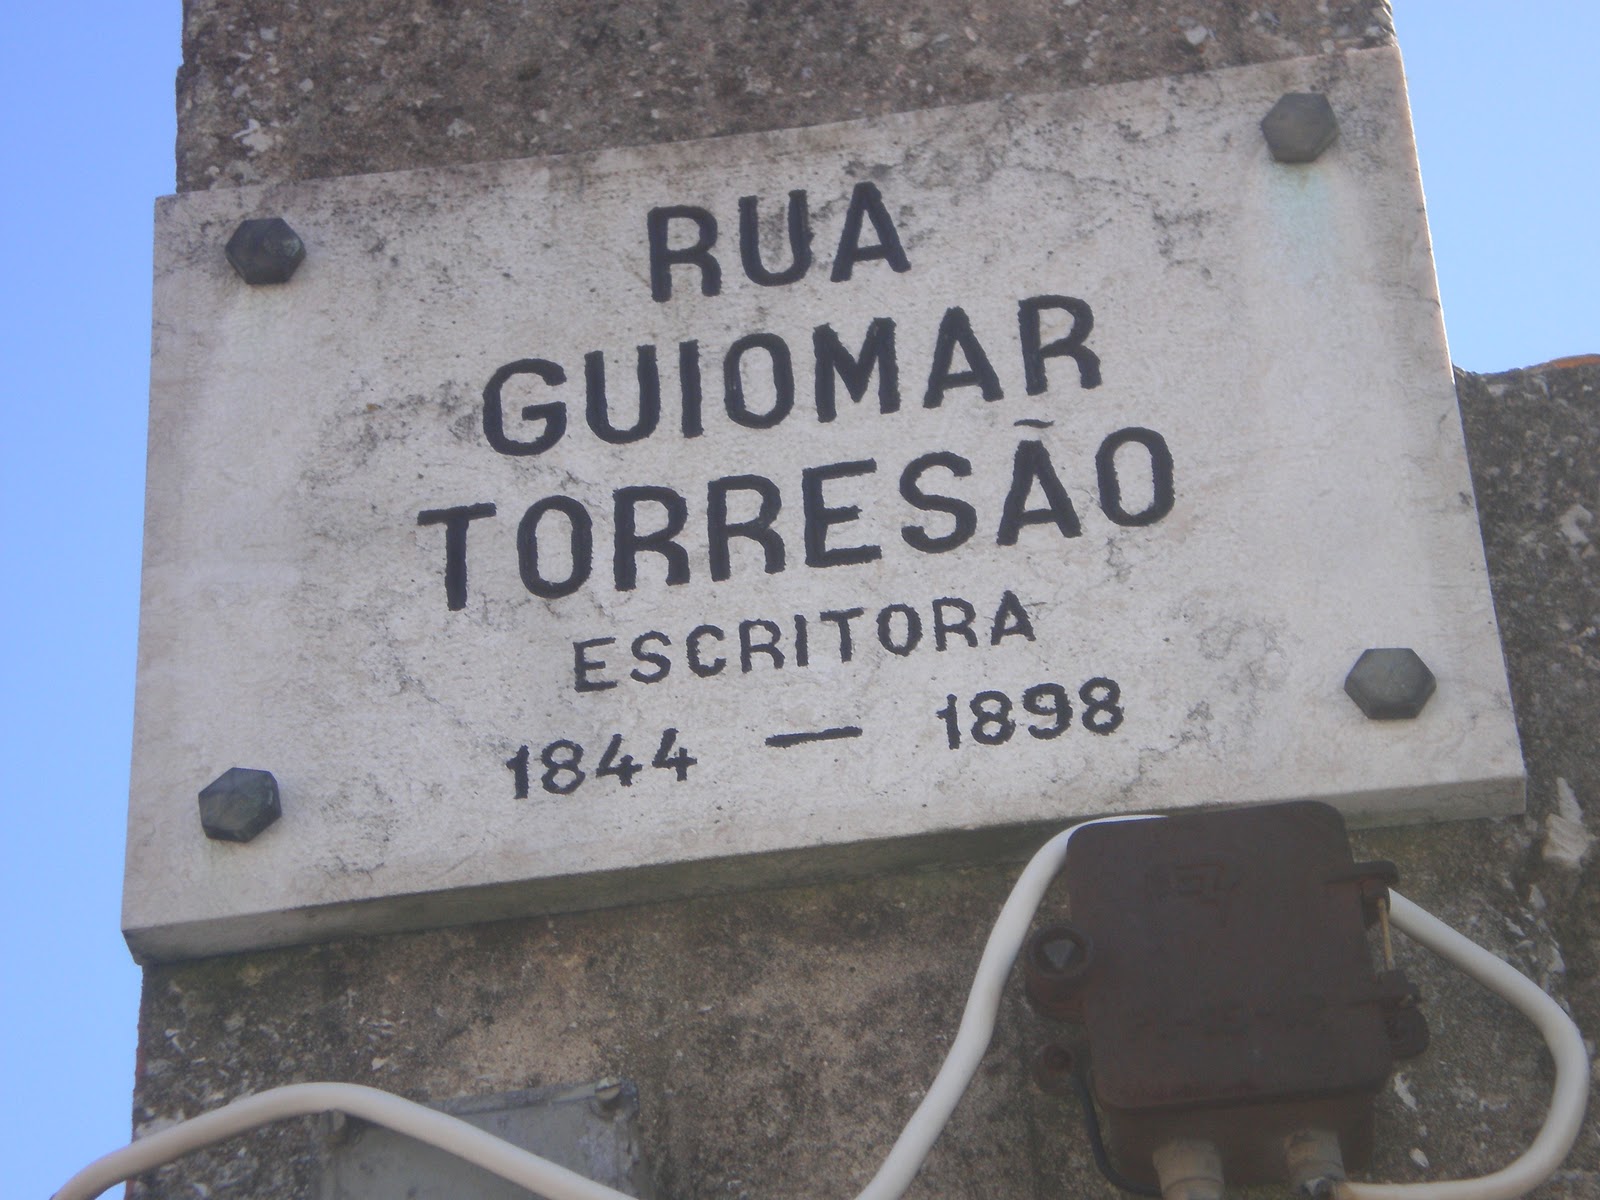 RUA
GUIOMAR
TORRESÃO
ESCRITORA
1844 — 1898